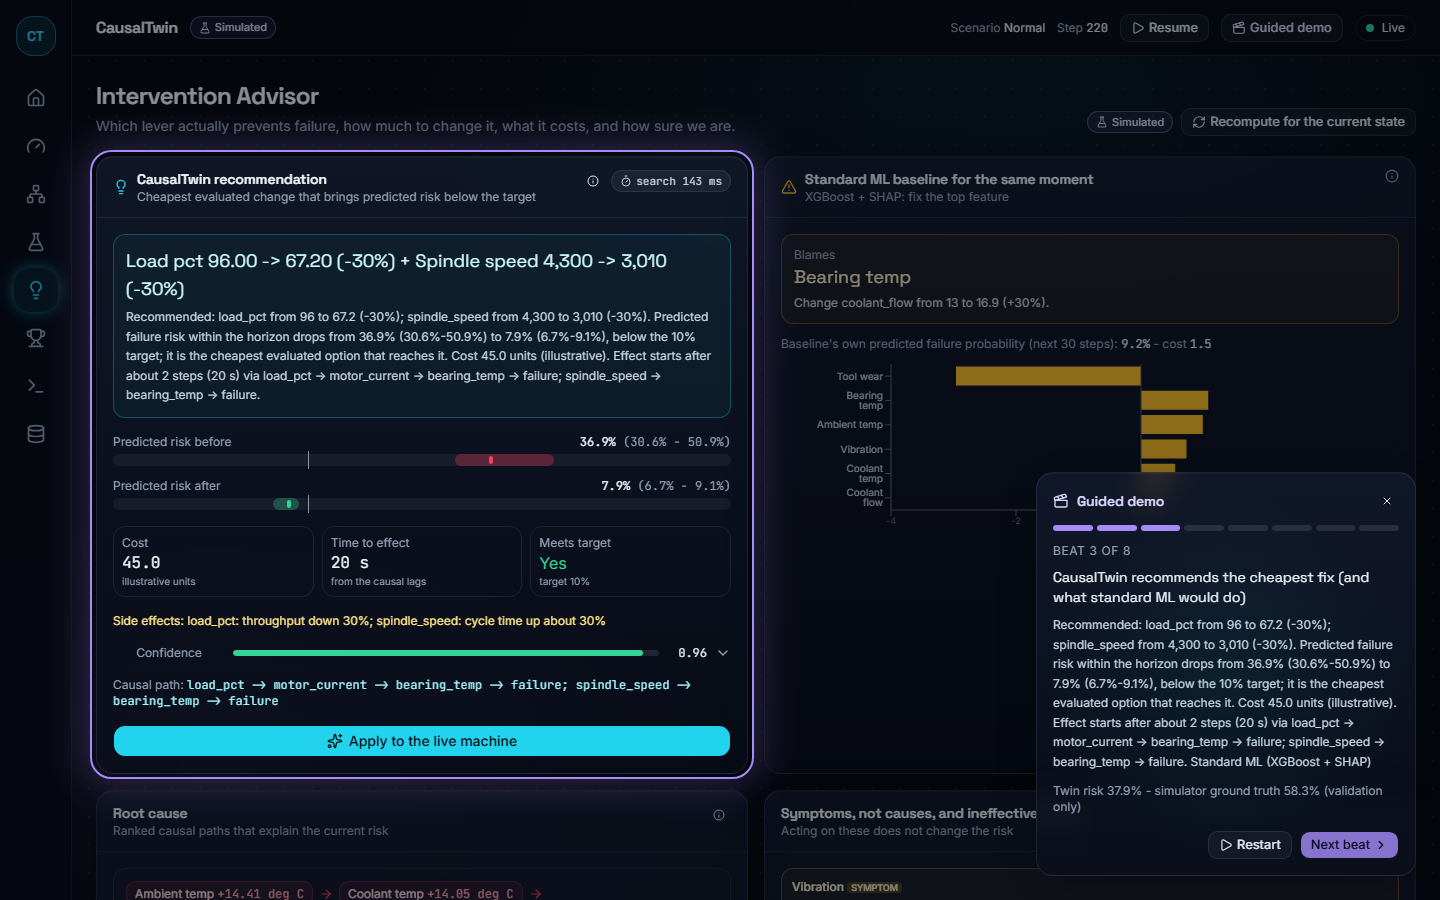 CT
CausalTwin
Simulated
Scenario Normal
Step 220
Resume
Guided demo
Live
Intervention Advisor
Which lever actually prevents failure, how much to change it, what it costs, and how sure we are.
Simulated
Recompute for the current state
CausalTwin recommendation
Cheapest evaluated change that brings predicted risk below the target
search 143 ms
Load pct 96.00 -> 67.20 (-30%) + Spindle speed 4,300 -> 3,010
(-30%)
Recommended: load_pct from 96 to 67.2 (-30%); spindle_speed from 4,300 to 3,010 (-30%). Predicted
failure risk within the horizon drops from 36.9% (30.6%-50.9%) to 7.9% (6.7%-9.1%), below the 10%
target; it is the cheapest evaluated option that reaches it. Cost 45.0 units (illustrative). Effect starts after
about 2 steps (20 s) via load_pct → motor_current → bearing_temp → failure; spindle_speed →
bearing_temp → failure.
Predicted risk before
36.9% (30.6% - 50.9%)
Predicted risk after
7.9% (6.7% - 9.1%)
Cost
45.0
illustrative units
Time to effect
20 s
from the causal lags
Meets target
Yes
target 10%
Side effects: load_pct: throughput down 30%; spindle_speed: cycle time up about 30%
Confidence
0.96
Causal path: load_pct → motor_current → bearing_temp → failure; spindle_speed →
bearing_temp → failure
Apply to the live machine
Standard ML baseline for the same moment
XGBoost + SHAP: fix the top feature
Blames
Bearing temp
Change coolant_flow from 13 to 16.9 (+30%).
Baseline's own predicted failure probability (next 30 steps): 9.2% - cost 1.5
Tool wear
Bearing
temp
Ambient temp
Vibration
Coolant
temp
Coolant
flow
-4
-2
Guided demo
BEAT 3 OF 8
CausalTwin recommends the cheapest fix (and
what standard ML would do)
Recommended: load_pct from 96 to 67.2 (-30%);
spindle_speed from 4,300 to 3,010 (-30%). Predicted failure
risk within the horizon drops from 36.9% (30.6%-50.9%) to
7.9% (6.7%-9.1%), below the 10% target; it is the cheapest
evaluated option that reaches it. Cost 45.0 units (illustrative).
Effect starts after about 2 steps (20 s) via load_pct →
motor_current → bearing_temp → failure; spindle_speed →
bearing_temp → failure. Standard ML (XGBoost + SHAP)
Twin risk 37.9% - simulator ground truth 58.3% (validation
only)
Restart
Next beat
Root cause
Ranked causal paths that explain the current risk
Ambient temp +14.41 deg C → Coolant temp +14.05 deg C →
Symptoms, not causes, and ineffective
Acting on these does not change the risk
Vibration SYMPTOM